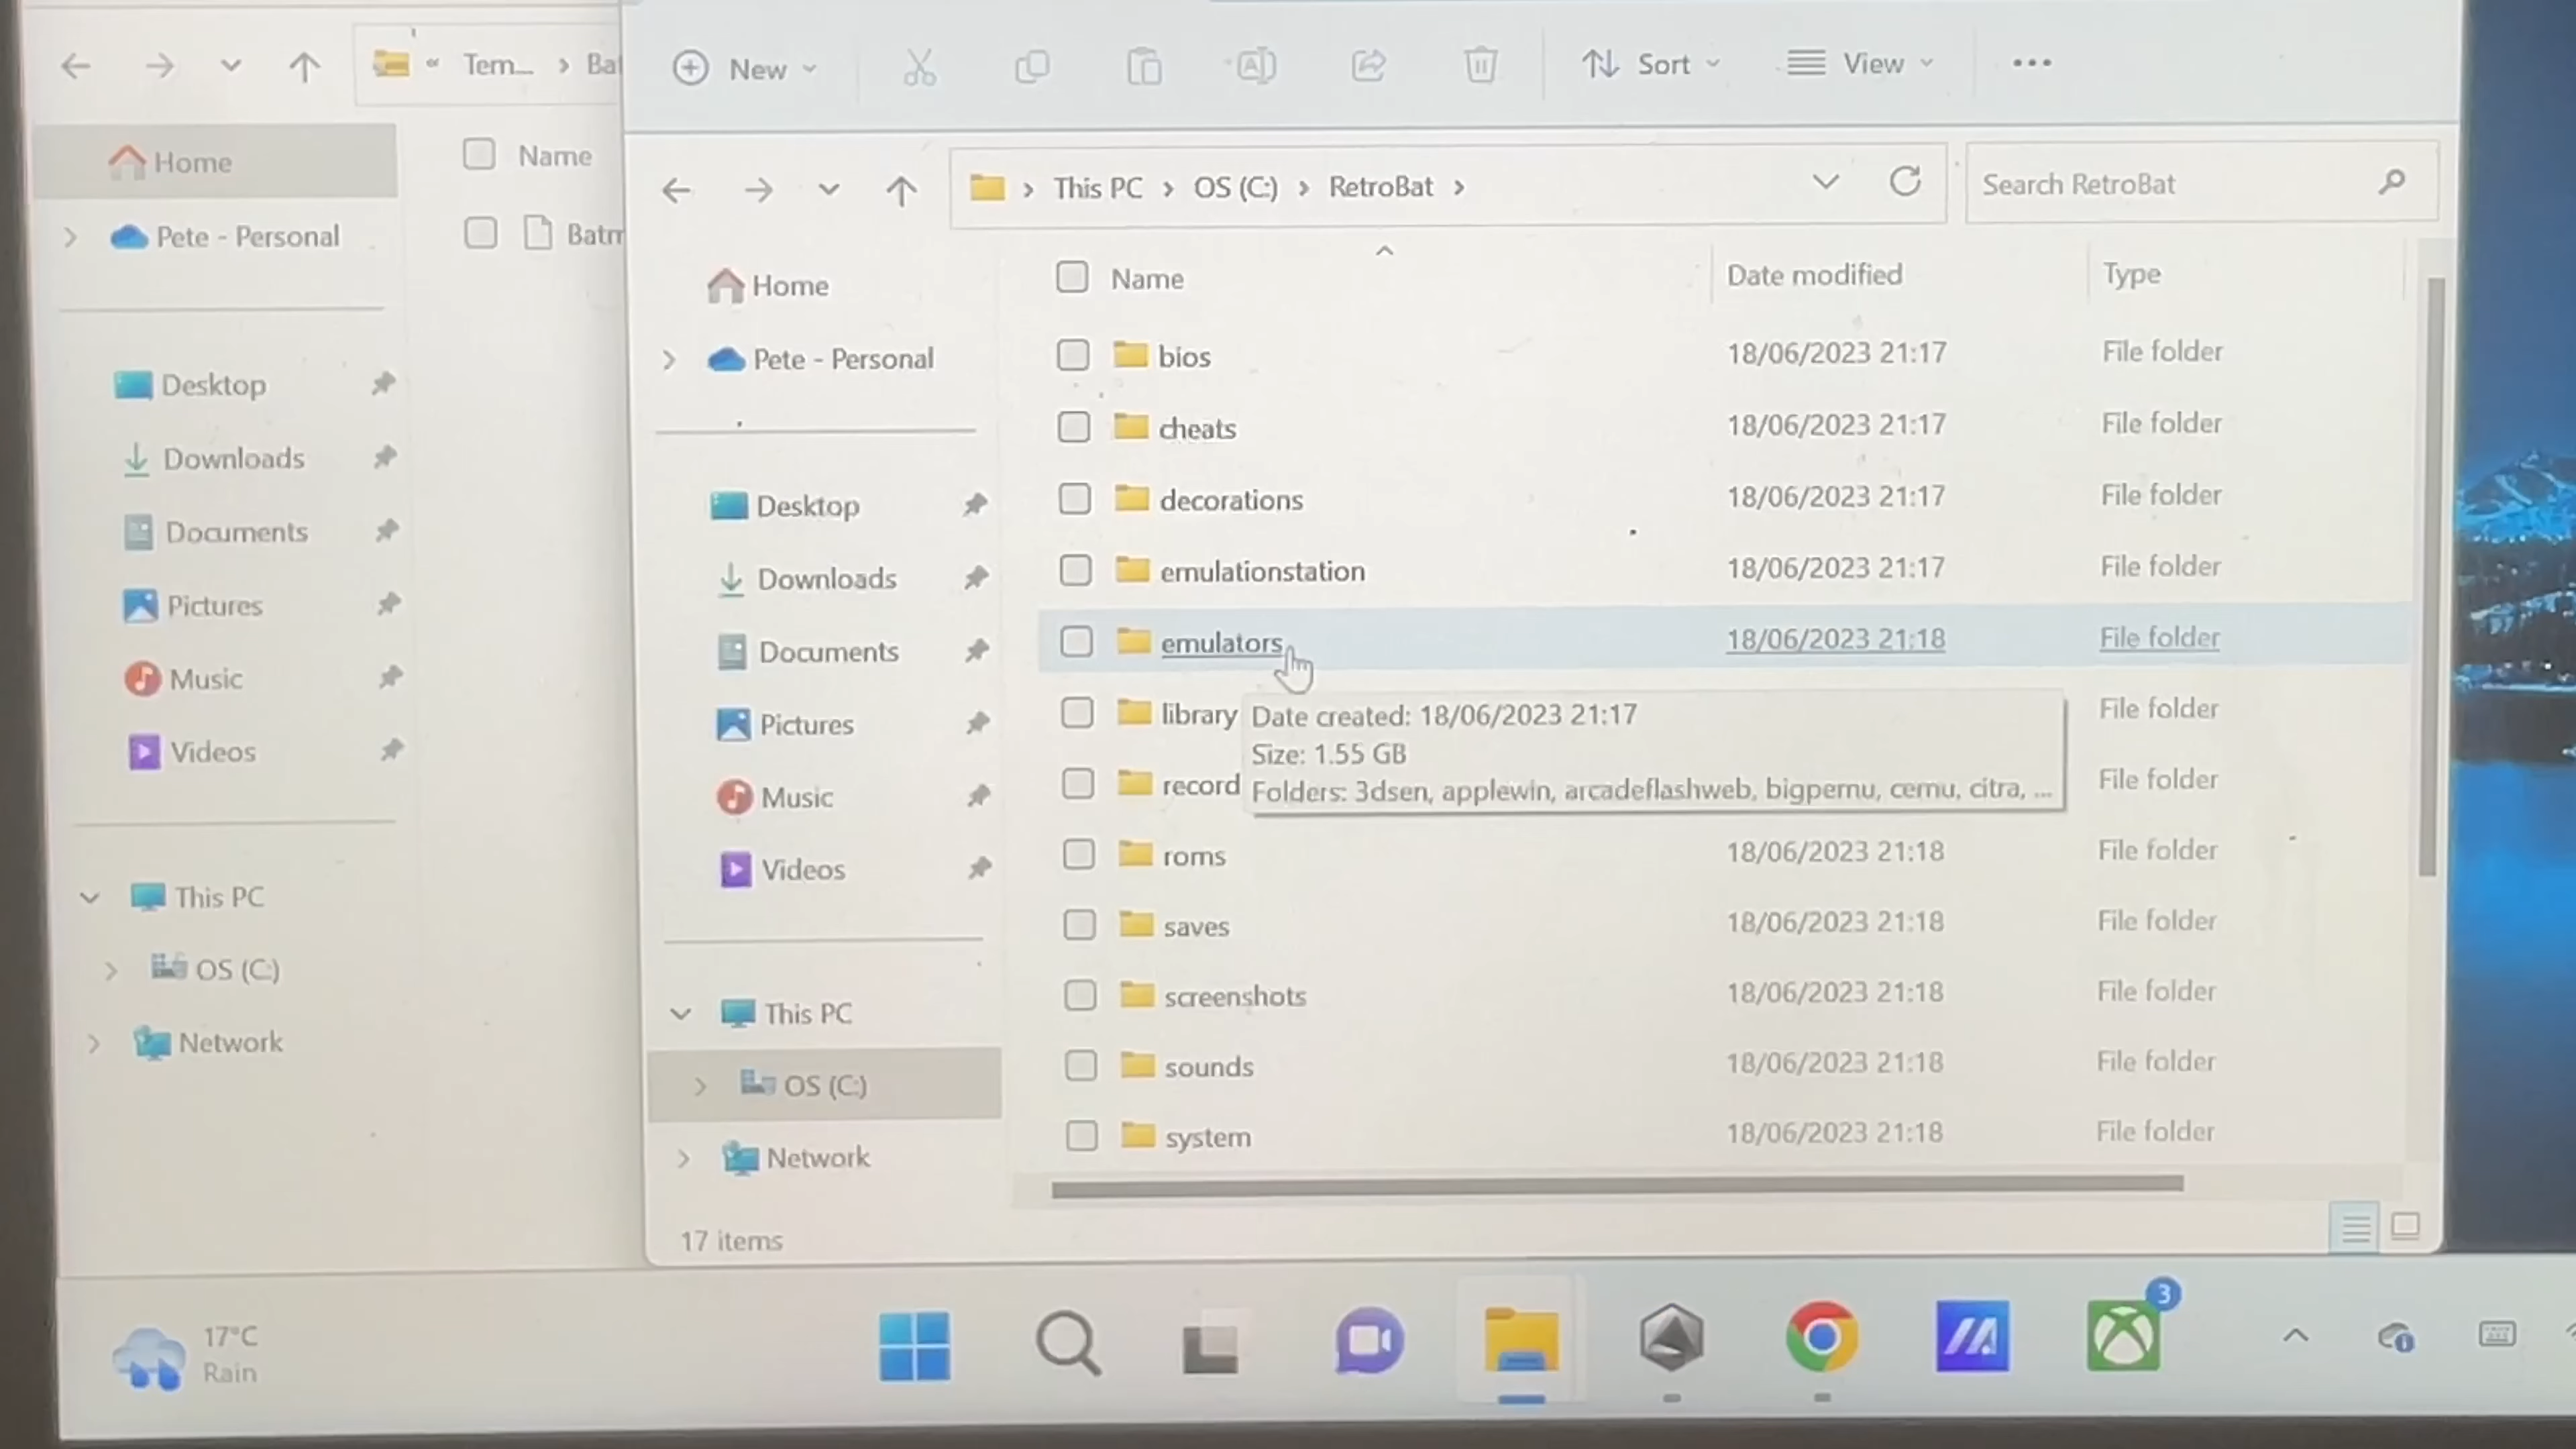 Tem...
New
Sort
View
Home
Pete - Personal
Desktop
Downloads
Documents
Pictures
Music
Videos
This PC
OS (C:)
Network
Name
This PC > OS (C:) > RetroBat >
Search RetroBat
Home
Pete - Personal
Desktop
Downloads
Documents
Pictures
Music
Videos
This PC
OS (C:)
Network
Name Date modified Type
bios 18/06/2023 21:17 File folder
cheats 18/06/2023 21:17 File folder
decorations 18/06/2023 21:17 File folder
emulationstation 18/06/2023 21:17 File folder
emulators 18/06/2023 21:18 File folder
library File folder
record File folder
Date created: 18/06/2023 21:17
Size: 1.55 GB
Folders: 3dsen, applewin, arcadeflashweb, bigpemu, cemu, citra, ...
roms 18/06/2023 21:18 File folder
saves 18/06/2023 21:18 File folder
screenshots 18/06/2023 21:18 File folder
sounds 18/06/2023 21:18 File folder
system 18/06/2023 21:18 File folder
17 items
17°C
Rain
3